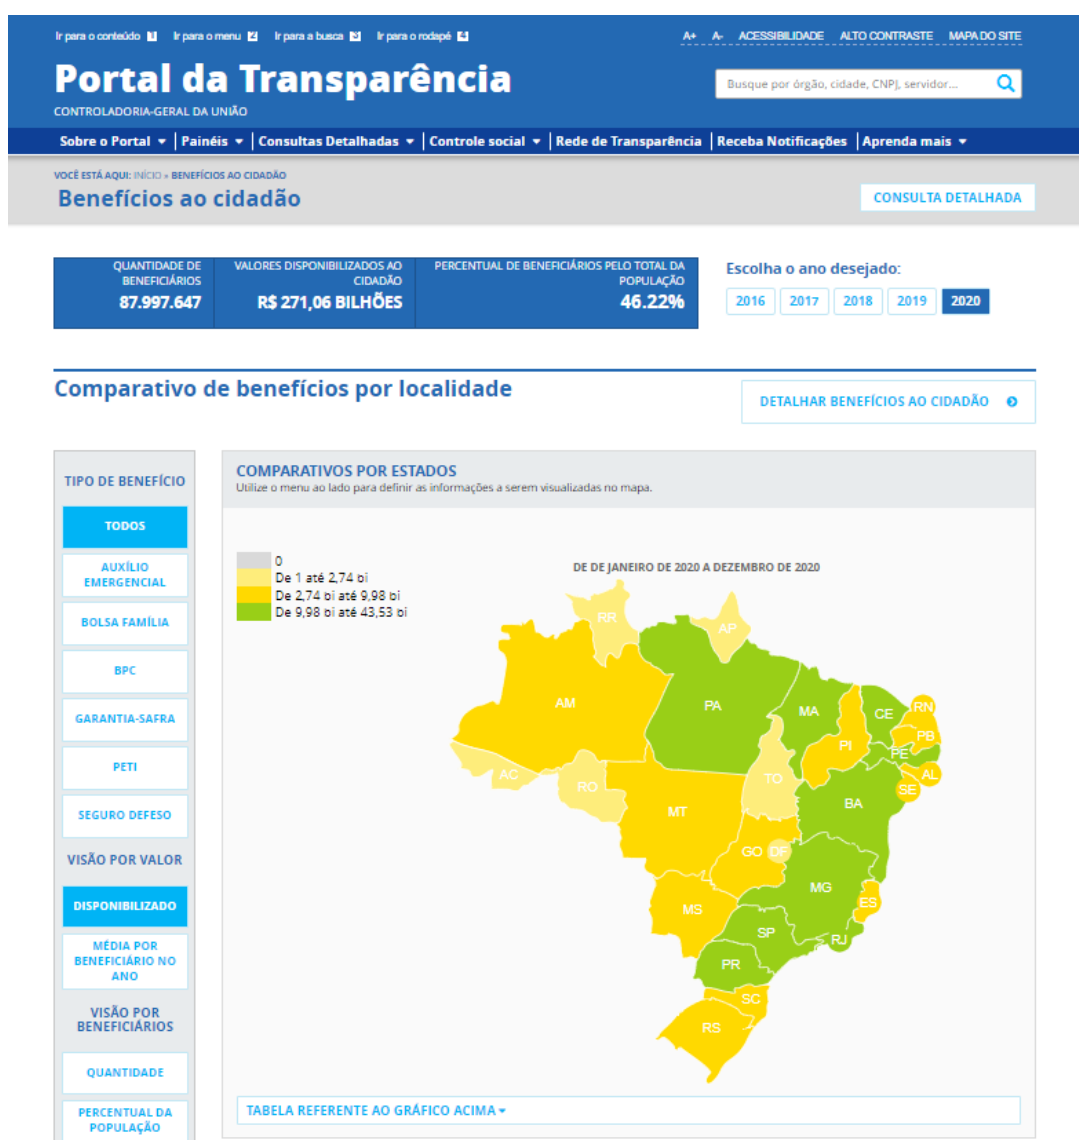 Ir para o conteúdo 1 Ir para o menu 2 Ir para a busca 3 Ir para o rodapé 4
A+ A- ACESSIBILIDADE ALTO CONTRASTE MAPA DO SITE
Portal da Transparência
Busque por órgão, cidade, CNPJ, servidor...
CONTROLADORIA-GERAL DA UNIÃO
Sobre o Portal Painéis Consultas Detalhadas Controle social Rede de Transparência Receba Notificações Aprenda mais
VOCÊ ESTÁ AQUI: INÍCIO » BENEFÍCIOS AO CIDADÃO
Benefícios ao cidadão
CONSULTA DETALHADA
QUANTIDADE DE
BENEFICIÁRIOS
87.997.647
VALORES DISPONIBILIZADOS AO
CIDADÃO
R$ 271,06 BILHÕES
PERCENTUAL DE BENEFICIÁRIOS PELO TOTAL DA
POPULAÇÃO
46.22%
Escolha o ano desejado:
2016 2017 2018 2019 2020
Comparativo de benefícios por localidade
DETALHAR BENEFÍCIOS AO CIDADÃO
TIPO DE BENEFÍCIO
TODOS
AUXÍLIO
EMERGENCIAL
BOLSA FAMÍLIA
BPC
GARANTIA-SAFRA
PETI
SEGURO DEFESO
VISÃO POR VALOR
DISPONIBILIZADO
MÉDIA POR
BENEFICIÁRIO NO
ANO
VISÃO POR
BENEFICIÁRIOS
QUANTIDADE
PERCENTUAL DA
POPULAÇÃO
COMPARATIVOS POR ESTADOS
Utilize o menu ao lado para definir as informações a serem visualizadas no mapa.
0
De 1 até 2,74 bi
De 2,74 bi até 9,98 bi
De 9,98 bi até 43,53 bi
DE DE JANEIRO DE 2020 A DEZEMBRO DE 2020
RR
AP
AM
PA
MA
CE
RN
PB
PI
PE
AC
RO
TO
AL
SE
MT
BA
GO
DF
MG
MS
ES
SP
RJ
PR
SC
RS
TABELA REFERENTE AO GRÁFICO ACIMA